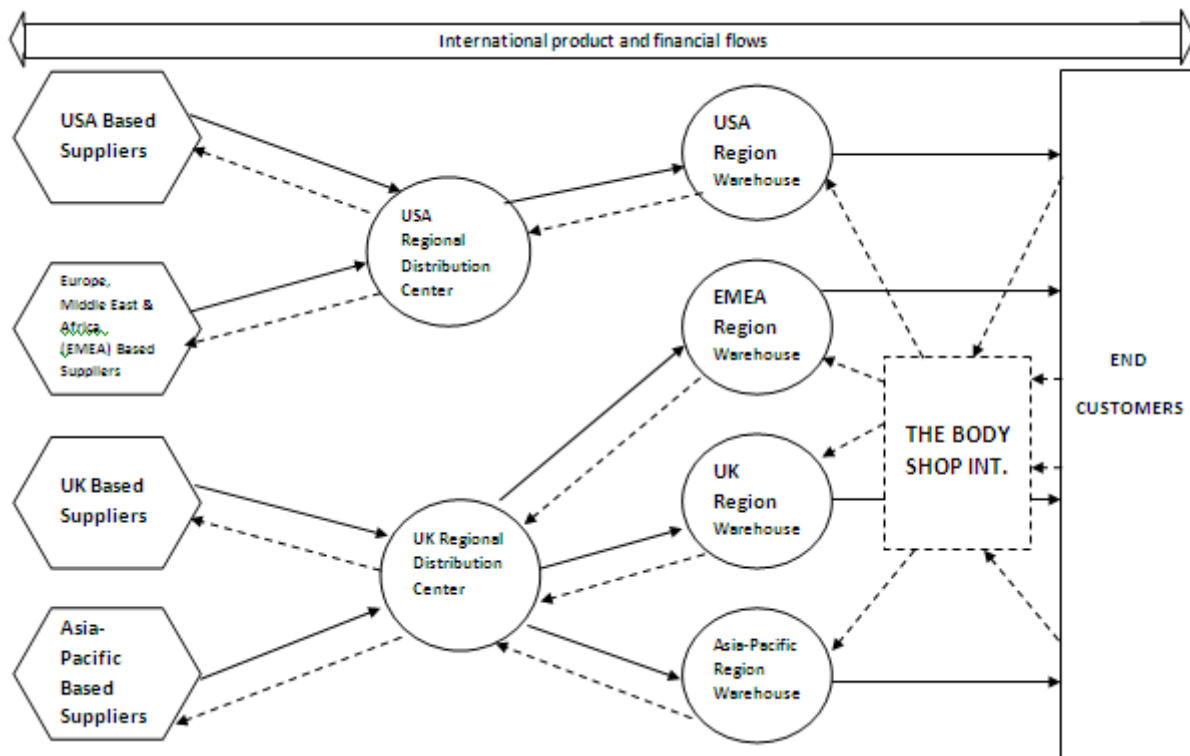 International product and financial flows
USA Based
Suppliers
USA
Region
Warehouse
USA
Regional
Distribution
Center
Europe,
Middle East &
Africa,
(EMEA) Based
Suppliers
EMEA
Region
Warehouse
END
CUSTOMERS
THE BODY
SHOP INT.
UK Based
Suppliers
UK
Region
Warehouse
UK Regional
Distribution
Center
Asia-
Pacific
Based
Suppliers
Asia-Pacific
Region
Warehouse